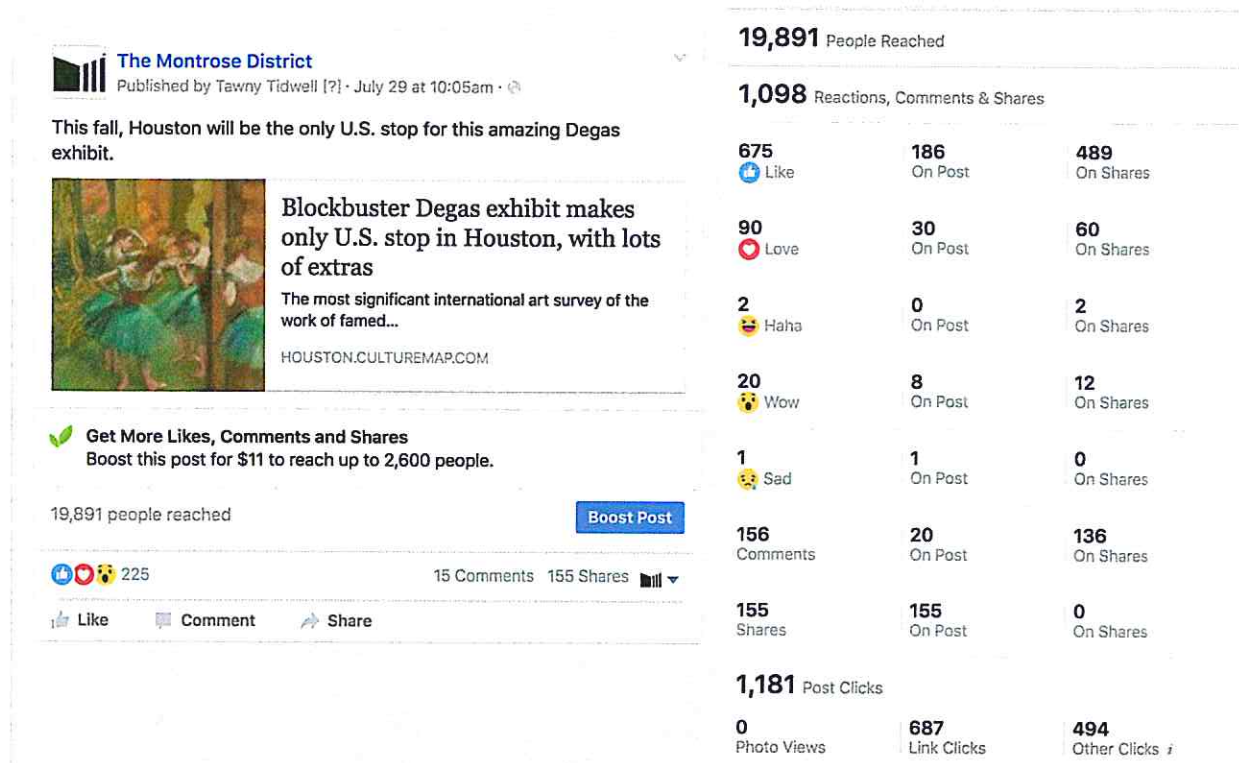 The Montrose District
Published by Tawny Tidwell [?] · July 29 at 10:05am ·
This fall, Houston will be the only U.S. stop for this amazing Degas
exhibit.
Blockbuster Degas exhibit makes
only U.S. stop in Houston, with lots
of extras
The most significant international art survey of the
work of famed...
HOUSTON.CULTUREMAP.COM
Get More Likes, Comments and Shares
Boost this post for $11 to reach up to 2,600 people.
19,891 people reached
Boost Post
225
15 Comments 155 Shares
Like Comment Share
19,891 People Reached
1,098 Reactions, Comments & Shares
675 186 489
Like On Post On Shares
90 30 60
Love On Post On Shares
2 0 2
Haha On Post On Shares
20 8 12
Wow On Post On Shares
1 1 0
Sad On Post On Shares
156 20 136
Comments On Post On Shares
155 155 0
Shares On Post On Shares
1,181 Post Clicks
0 687 494
Photo Views Link Clicks Other Clicks i